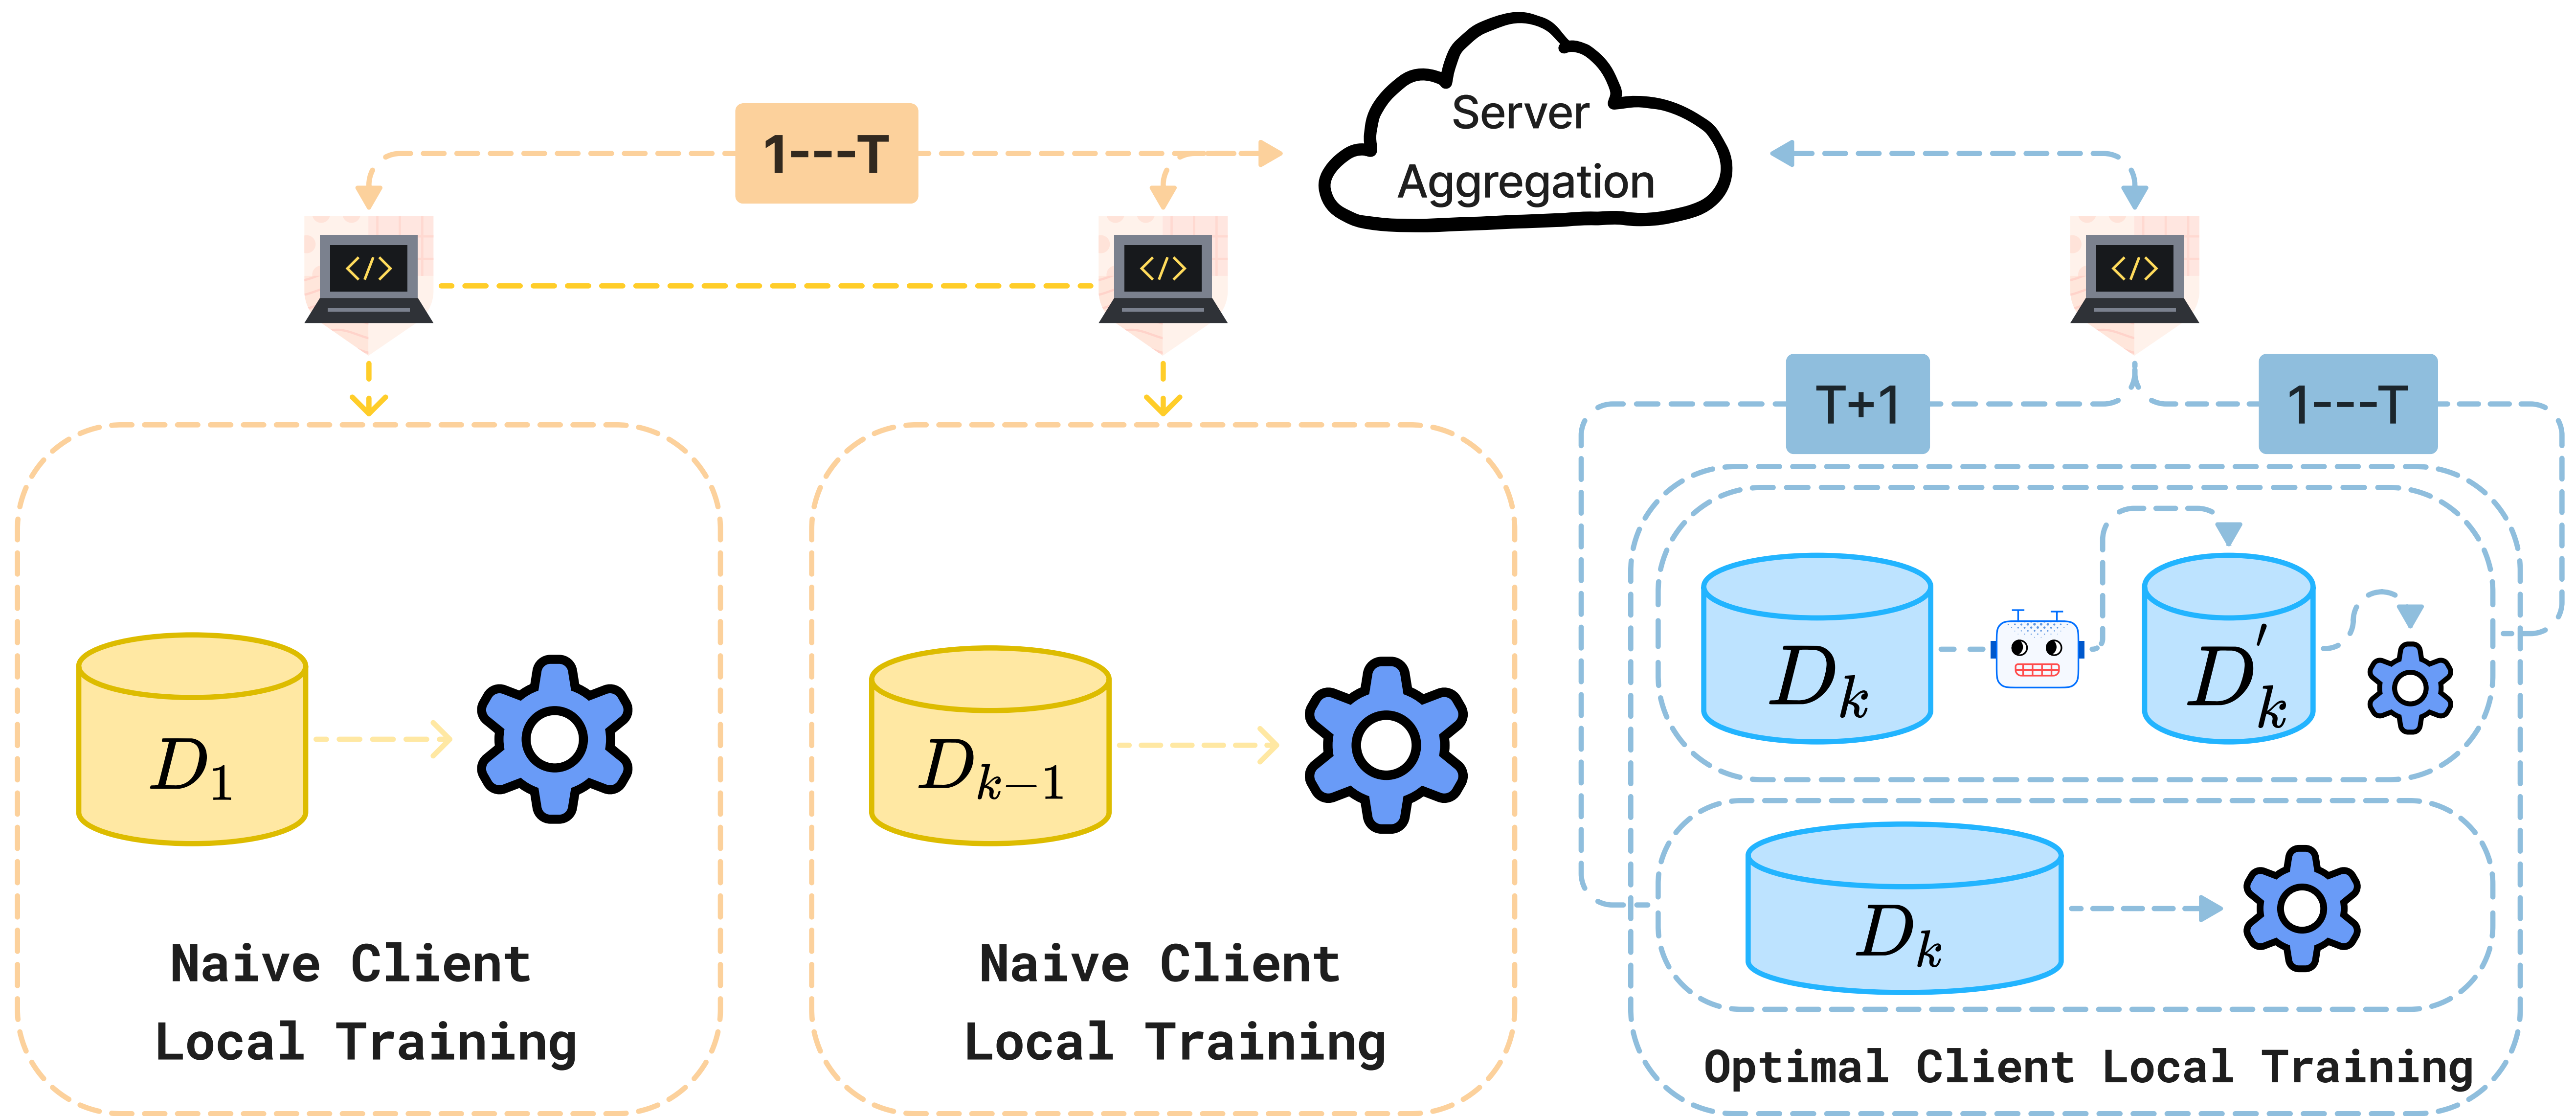 Server
Aggregation
1---T
</>
</>
</>
T+1
1---T
D₁
Naive Client
Local Training
Dₖ₋₁
Naive Client
Local Training
Dₖ
D′ₖ
Dₖ
Optimal Client Local Training